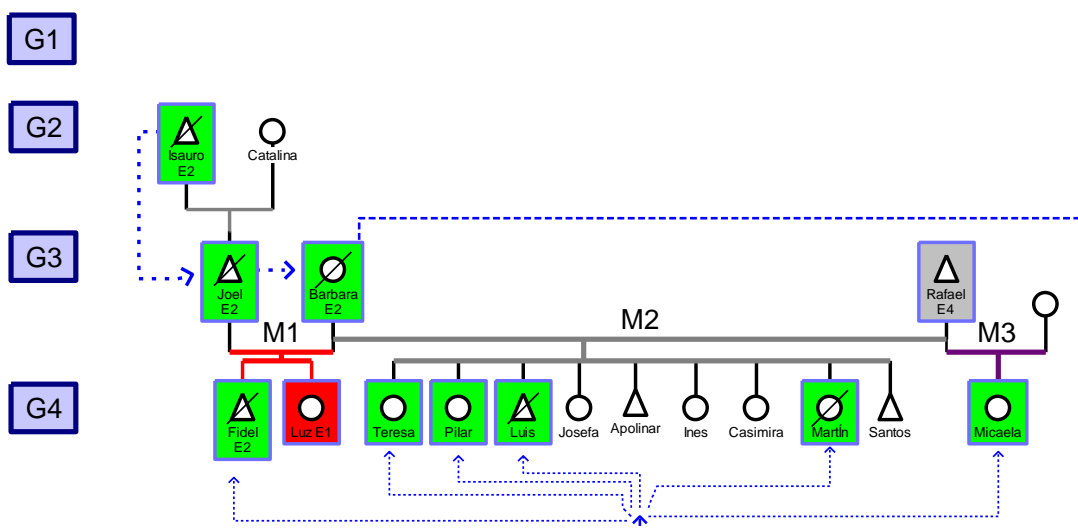 G1
G2
Isauro
E2
Catalina
G3
Joel
E2
Barbara
E2
Rafael
E4
M1
M2
M3
G4
Fidel
E2
Luz E1
Teresa
Pilar
Luis
Josefa
Apolinar
Ines
Casimira
Martín
Santos
Micaela